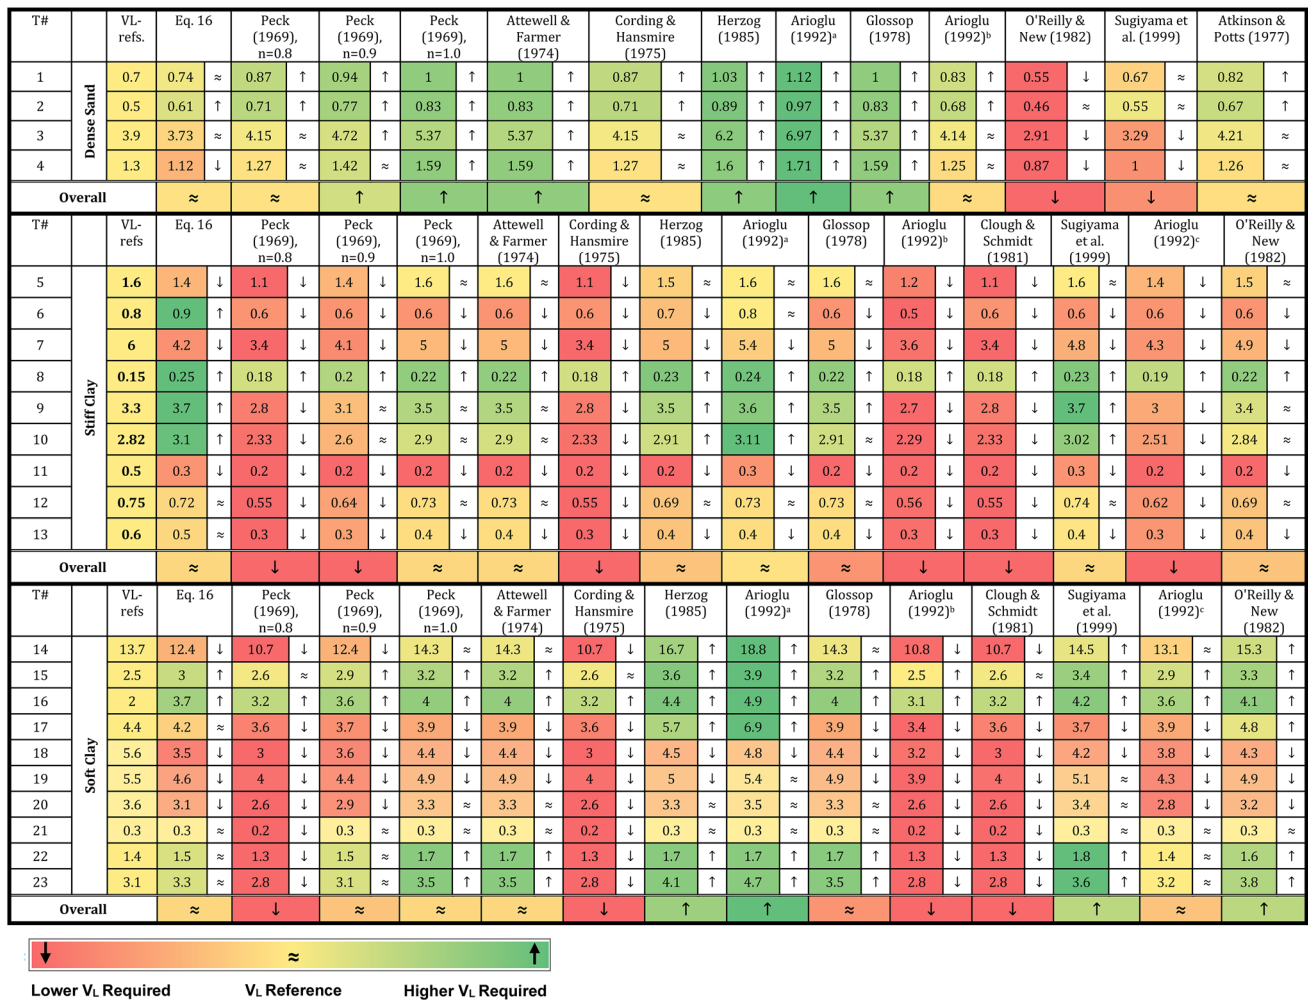 T# VL-refs. Eq. 16 Peck (1969), n=0.8 Peck (1969), n=0.9 Peck (1969), n=1.0 Attewell & Farmer (1974) Cording & Hansmire (1975) Herzog (1985) Arioglu (1992)ᵃ Glossop (1978) Arioglu (1992)ᵇ O'Reilly & New (1982) Sugiyama et al. (1999) Atkinson & Potts (1977)
Dense Sand
1 0.7 0.74 ≈ 0.87 ↑ 0.94 ↑ 1 ↑ 1 ↑ 0.87 ↑ 1.03 ↑ 1.12 ↑ 1 ↑ 0.83 ↑ 0.55 ↓ 0.67 ≈ 0.82 ↑
2 0.5 0.61 ↑ 0.71 ↑ 0.77 ↑ 0.83 ↑ 0.83 ↑ 0.71 ↑ 0.89 ↑ 0.97 ↑ 0.83 ↑ 0.68 ↑ 0.46 ≈ 0.55 ≈ 0.67 ↑
3 3.9 3.73 ≈ 4.15 ≈ 4.72 ↑ 5.37 ↑ 5.37 ↑ 4.15 ≈ 6.2 ↑ 6.97 ↑ 5.37 ↑ 4.14 ≈ 2.91 ↓ 3.29 ↓ 4.21 ≈
4 1.3 1.12 ↓ 1.27 ≈ 1.42 ≈ 1.59 ↑ 1.59 ↑ 1.27 ≈ 1.6 ↑ 1.71 ↑ 1.59 ↑ 1.25 ≈ 0.87 ↓ 1 ↓ 1.26 ≈
Overall ≈ ≈ ↑ ↑ ↑ ≈ ↑ ↑ ↑ ≈ ↓ ↓ ≈
T# VL-refs Eq. 16 Peck (1969), n=0.8 Peck (1969), n=0.9 Peck (1969), n=1.0 Attewell & Farmer (1974) Cording & Hansmire (1975) Herzog (1985) Arioglu (1992)ᵃ Glossop (1978) Arioglu (1992)ᵇ Clough & Schmidt (1981) Sugiyama et al. (1999) Arioglu (1992)ᶜ O'Reilly & New (1982)
Stiff Clay
5 1.6 1.4 ↓ 1.1 ↓ 1.4 ↓ 1.6 ≈ 1.6 ≈ 1.1 ↓ 1.5 ≈ 1.6 ≈ 1.6 ≈ 1.2 ↓ 1.1 ↓ 1.6 ≈ 1.4 ↓ 1.5 ≈
6 0.8 0.9 ↑ 0.6 ↓ 0.6 ↓ 0.6 ↓ 0.6 ↓ 0.6 ↓ 0.7 ↓ 0.8 ≈ 0.6 ↓ 0.5 ↓ 0.6 ↓ 0.6 ↓ 0.6 ↓ 0.6 ↓
7 6 4.2 ↓ 3.4 ↓ 4.1 ↓ 5 ↓ 5 ↓ 3.4 ↓ 5 ↓ 5.4 ↓ 5 ↓ 3.6 ↓ 3.4 ↓ 4.8 ↓ 4.3 ↓ 4.9 ↓
8 0.15 0.25 ↑ 0.18 ↑ 0.2 ↑ 0.22 ↑ 0.22 ↑ 0.18 ↑ 0.23 ↑ 0.24 ↑ 0.22 ↑ 0.18 ↑ 0.18 ↑ 0.23 ↑ 0.19 ↑ 0.22 ↑
9 3.3 3.7 ↑ 2.8 ↓ 3.1 ≈ 3.5 ≈ 3.5 ≈ 2.8 ↓ 3.5 ↑ 3.6 ↑ 3.5 ↑ 2.7 ↓ 2.8 ↓ 3.7 ↑ 3 ↓ 3.4 ≈
10 2.82 3.1 ↑ 2.33 ↓ 2.6 ≈ 2.9 ≈ 2.9 ≈ 2.33 ↓ 2.91 ↑ 3.11 ↑ 2.91 ≈ 2.29 ↓ 2.33 ↓ 3.02 ↑ 2.51 ↓ 2.84 ≈
11 0.5 0.3 ↓ 0.2 ↓ 0.2 ↓ 0.2 ↓ 0.2 ↓ 0.2 ↓ 0.2 ↓ 0.3 ↓ 0.2 ↓ 0.2 ↓ 0.2 ↓ 0.3 ↓ 0.2 ↓ 0.2 ↓
12 0.75 0.72 ≈ 0.55 ↓ 0.64 ↓ 0.73 ≈ 0.73 ≈ 0.55 ↓ 0.69 ≈ 0.73 ≈ 0.73 ≈ 0.56 ↓ 0.55 ↓ 0.74 ≈ 0.62 ↓ 0.69 ≈
13 0.6 0.5 ≈ 0.3 ↓ 0.3 ↓ 0.4 ↓ 0.4 ↓ 0.3 ↓ 0.4 ↓ 0.4 ↓ 0.4 ↓ 0.3 ↓ 0.3 ↓ 0.4 ↓ 0.3 ↓ 0.4 ↓
Overall ≈ ↓ ↓ ≈ ≈ ↓ ≈ ≈ ≈ ↓ ↓ ≈ ↓ ≈
T# VL-refs Eq. 16 Peck (1969), n=0.8 Peck (1969), n=0.9 Peck (1969), n=1.0 Attewell & Farmer (1974) Cording & Hansmire (1975) Herzog (1985) Arioglu (1992)ᵃ Glossop (1978) Arioglu (1992)ᵇ Clough & Schmidt (1981) Sugiyama et al. (1999) Arioglu (1992)ᶜ O'Reilly & New (1982)
Soft Clay
14 13.7 12.4 ↓ 10.7 ↓ 12.4 ↓ 14.3 ≈ 14.3 ≈ 10.7 ↓ 16.7 ↑ 18.8 ↑ 14.3 ≈ 10.8 ↓ 10.7 ↓ 14.5 ↑ 13.1 ≈ 15.3 ↑
15 2.5 3 ↑ 2.6 ≈ 2.9 ↑ 3.2 ↑ 3.2 ↑ 2.6 ≈ 3.6 ↑ 3.9 ↑ 3.2 ↑ 2.5 ↑ 2.6 ≈ 3.4 ↑ 2.9 ↑ 3.3 ↑
16 2 3.7 ↑ 3.2 ↑ 3.6 ↑ 4 ↑ 4 ↑ 3.2 ↑ 4.4 ↑ 4.9 ↑ 4 ↑ 3.1 ↑ 3.2 ↑ 4.2 ↑ 3.6 ↑ 4.1 ↑
17 4.4 4.2 ≈ 3.6 ↓ 3.7 ↓ 3.9 ↓ 3.9 ↓ 3.6 ↓ 5.7 ↑ 6.9 ↑ 3.9 ↓ 3.4 ↓ 3.6 ↓ 3.7 ↓ 3.9 ↓ 4.8 ↑
18 5.6 3.5 ↓ 3 ↓ 3.6 ↓ 4.4 ↓ 4.4 ↓ 3 ↓ 4.5 ↓ 4.8 ↓ 4.4 ↓ 3.2 ↓ 3 ↓ 4.2 ↓ 3.8 ↓ 4.3 ↓
19 5.5 4.6 ↓ 4 ↓ 4.4 ↓ 4.9 ↓ 4.9 ↓ 4 ↓ 5 ↓ 5.4 ≈ 4.9 ↓ 3.9 ↓ 4 ↓ 5.1 ≈ 4.3 ↓ 4.9 ↓
20 3.6 3.1 ↓ 2.6 ↓ 2.9 ↓ 3.3 ≈ 3.3 ≈ 2.6 ↓ 3.3 ≈ 3.5 ≈ 3.3 ≈ 2.6 ↓ 2.6 ↓ 3.4 ≈ 2.8 ↓ 3.2 ↓
21 0.3 0.3 ≈ 0.2 ↓ 0.3 ≈ 0.3 ≈ 0.3 ≈ 0.2 ↓ 0.3 ≈ 0.3 ≈ 0.3 ≈ 0.2 ↓ 0.2 ↓ 0.3 ≈ 0.3 ≈ 0.3 ≈
22 1.4 1.5 ≈ 1.3 ↓ 1.5 ≈ 1.7 ↑ 1.7 ↑ 1.3 ↓ 1.7 ↑ 1.7 ↑ 1.7 ↑ 1.3 ↓ 1.3 ↓ 1.8 ↑ 1.4 ≈ 1.6 ↑
23 3.1 3.3 ≈ 2.8 ↓ 3.1 ≈ 3.5 ↑ 3.5 ↑ 2.8 ↓ 4.1 ↑ 4.7 ↑ 3.5 ↑ 2.8 ↓ 2.8 ↓ 3.6 ↑ 3.2 ≈ 3.8 ↑
Overall ≈ ↓ ≈ ≈ ≈ ↓ ↑ ↑ ≈ ↓ ↓ ↑ ≈ ↑
↓ ≈ ↑
Lower V_L Required V_L Reference Higher V_L Required